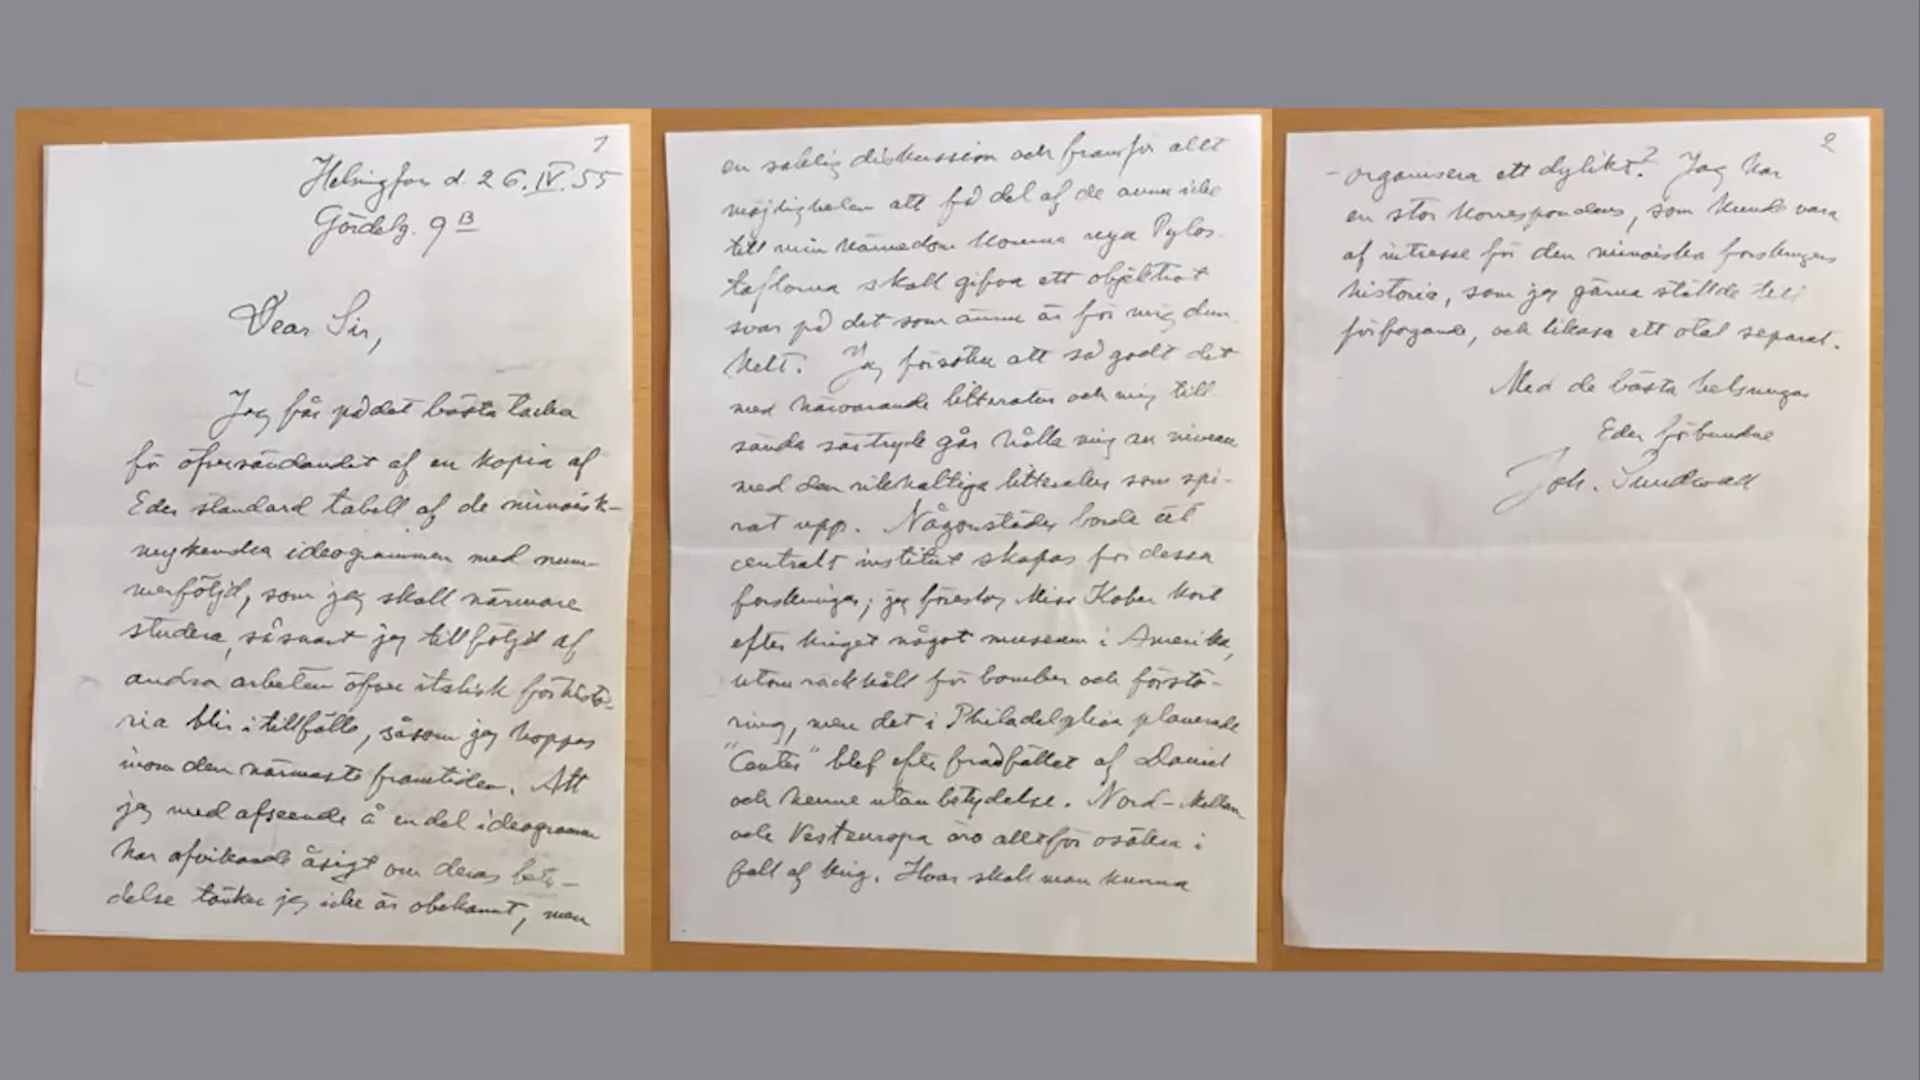 1
Helsingfors d. 26.IV.55
Gördelg. 9 B
Dear Sir,
Jag får på det bästa tacka
för öfversändandet af en kopia af
Eder standard tabell af de minoisk-
mykenska ideogrammen med num-
merföljd, som jag skall närmare
studera, såsnart jag till följd af
andra arbeten öfver italisk förhisto-
ria blir i tillfälle, såsom jag hoppas
inom den närmaste framtiden. Att
jag med afseende å en del ideogram
har afvikande åsigt om deras bety-
delse tänker jag icke är obekant, men
en saklig diskussion och framför allt
möjligheten att få del af de ännu icke
till min kännedom komna nya Pylos-
taflorna skall gifva ett objektivt
svar på det som ännu är för mig dun-
kelt. Jag försöker att så godt det
med närvarande litteratur och mig till
sända särtryck går hålla mig au niveau
med den rikhaltiga litteratur som spi-
rat upp. Någonstädes borde ett
centralt institut skapas för dessa
forskningar; jag föreslog Miss Kober kort
efter kriget något museum i Amerika,
utom räckhåll för bomber och förstö-
ring, men det i Philadelphia planerade
"Center" blef efter frånfället af Daniel
och henne utan betydelse. Nord- Mellan
och Vesteuropa äro alltför osäkra i
fall af krig. Hvar skall man kunna
2
- organisera ett dylikt? Jag har
en stor korrespondens, som kunde vara
af intresse för den minoiska forskningens
historia, som jag gärna ställde till
förfogande, och likaså ett otal separat.
Med de bästa helsningar
Eder förbundne
Joh. Sundwall